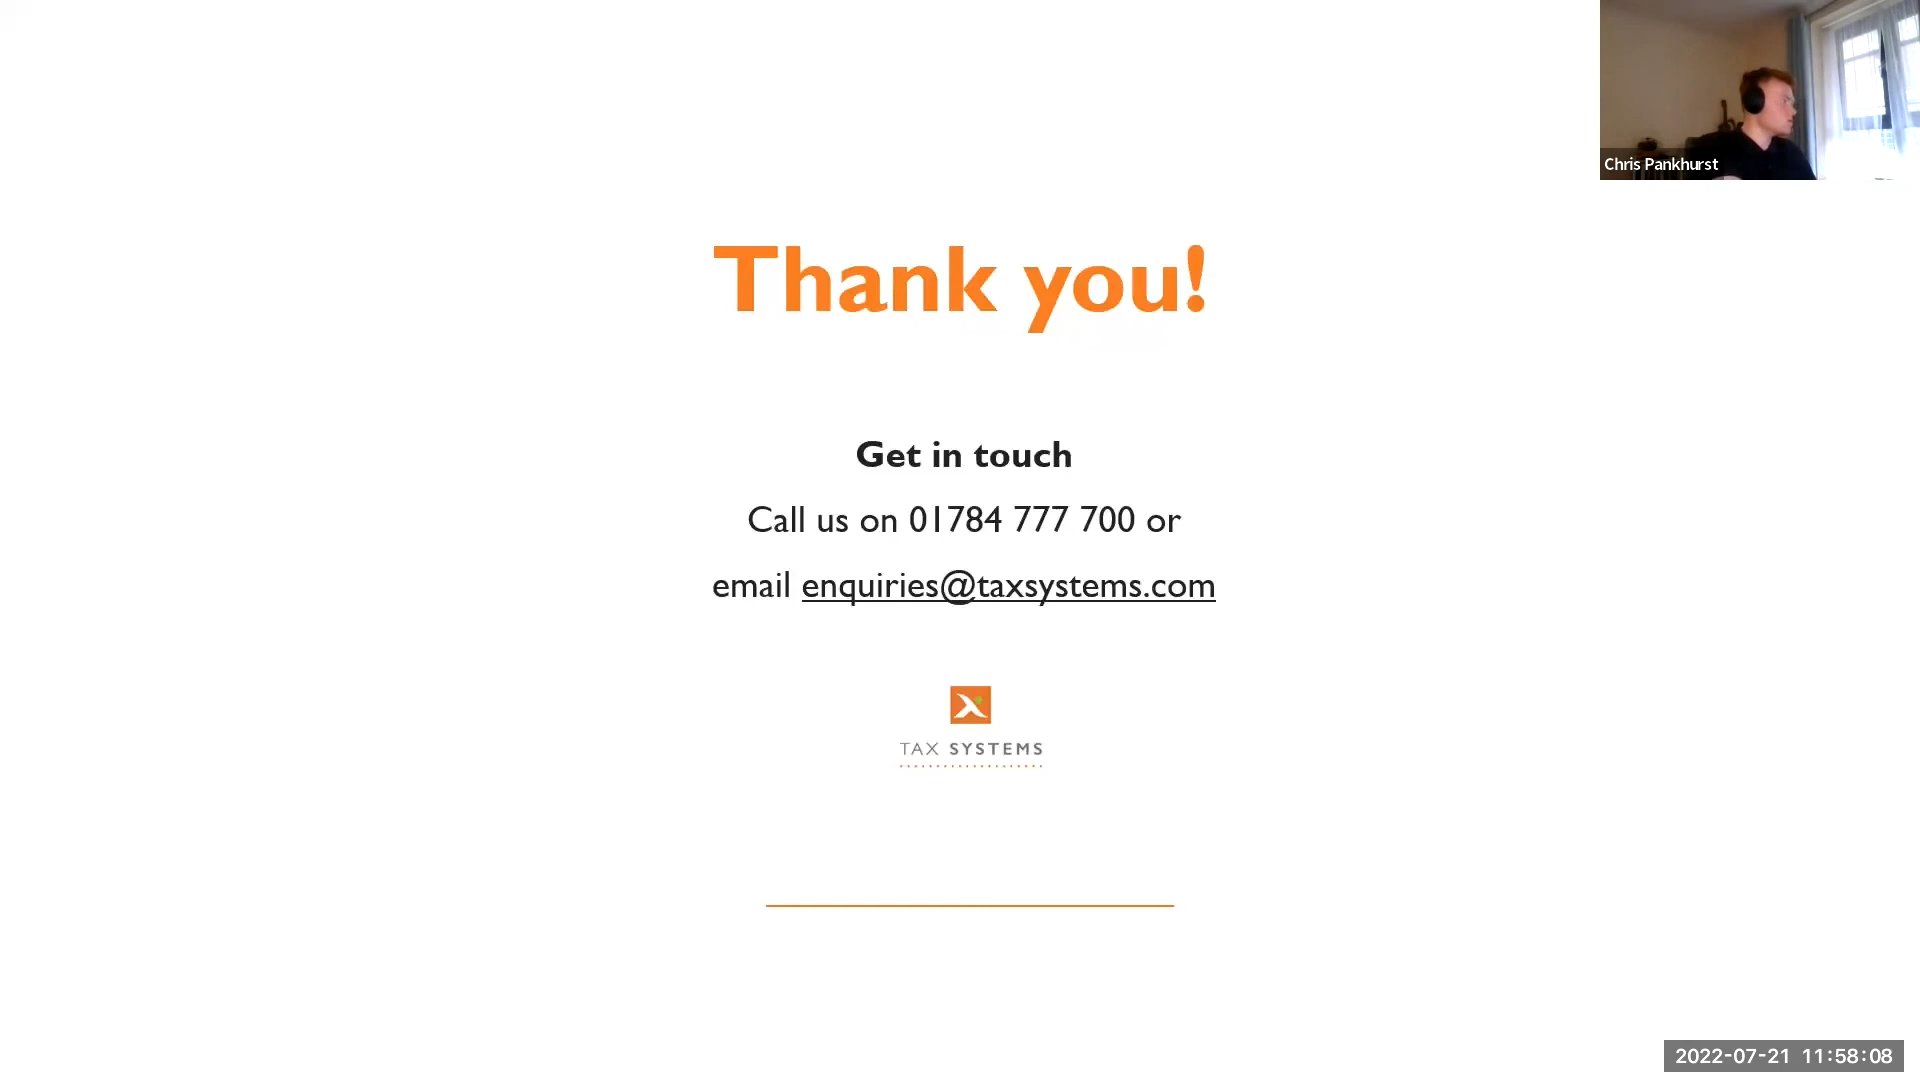 Chris Pankhurst
Thank you!
Get in touch
Call us on 01784 777 700 or
email enquiries@taxsystems.com
TAX SYSTEMS
2022-07-21 11:58:08